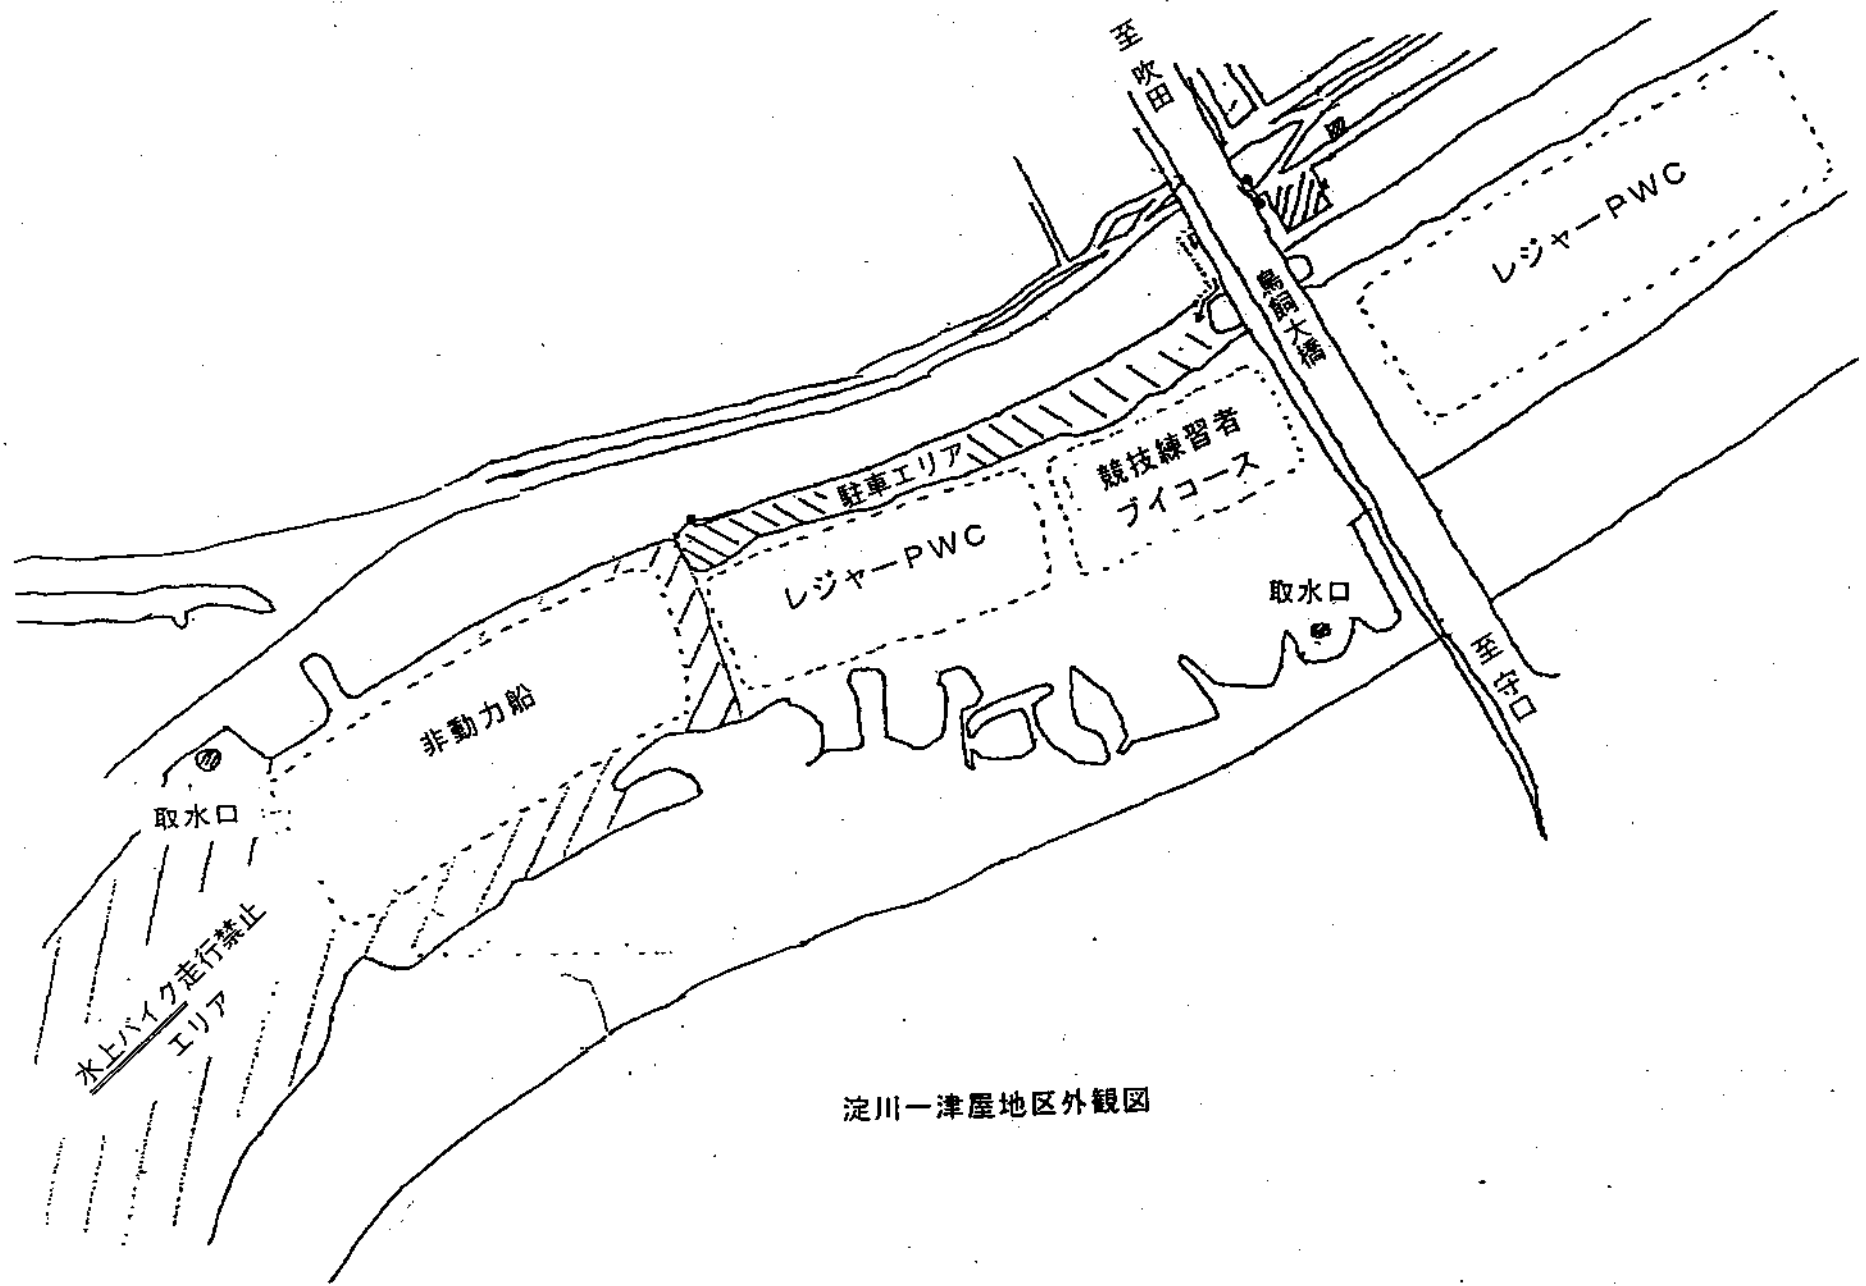 至 吹田
レジャーPWC
鳥飼大橋
競技練習者
ブイコース
駐車エリア
レジャーPWC
取水口
至 守口
非動力船
取水口
水上バイク走行禁止
エリア
淀川一津屋地区外観図